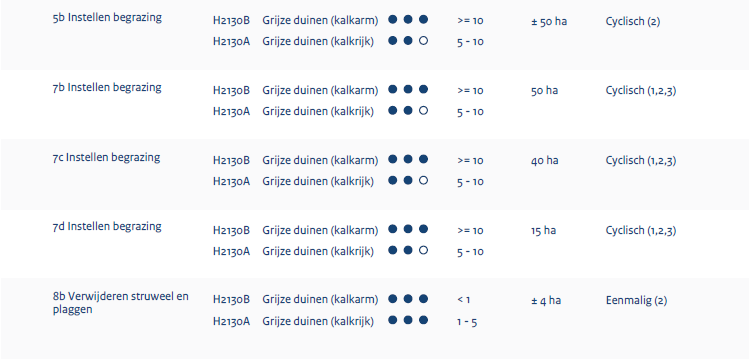 5b Instellen begrazing H2130B Grijze duinen (kalkarm) ● ● ● >= 10 ± 50 ha Cyclisch (2)
H2130A Grijze duinen (kalkrijk) ● ● ○ 5 - 10
7b Instellen begrazing H2130B Grijze duinen (kalkarm) ● ● ● >= 10 50 ha Cyclisch (1,2,3)
H2130A Grijze duinen (kalkrijk) ● ● ○ 5 - 10
7c Instellen begrazing H2130B Grijze duinen (kalkarm) ● ● ● >= 10 40 ha Cyclisch (1,2,3)
H2130A Grijze duinen (kalkrijk) ● ● ○ 5 - 10
7d Instellen begrazing H2130B Grijze duinen (kalkarm) ● ● ● >= 10 15 ha Cyclisch (1,2,3)
H2130A Grijze duinen (kalkrijk) ● ● ○ 5 - 10
8b Verwijderen struweel en H2130B Grijze duinen (kalkarm) ● ● ● < 1 ± 4 ha Eenmalig (2)
plaggen H2130A Grijze duinen (kalkrijk) ● ● ● 1 - 5